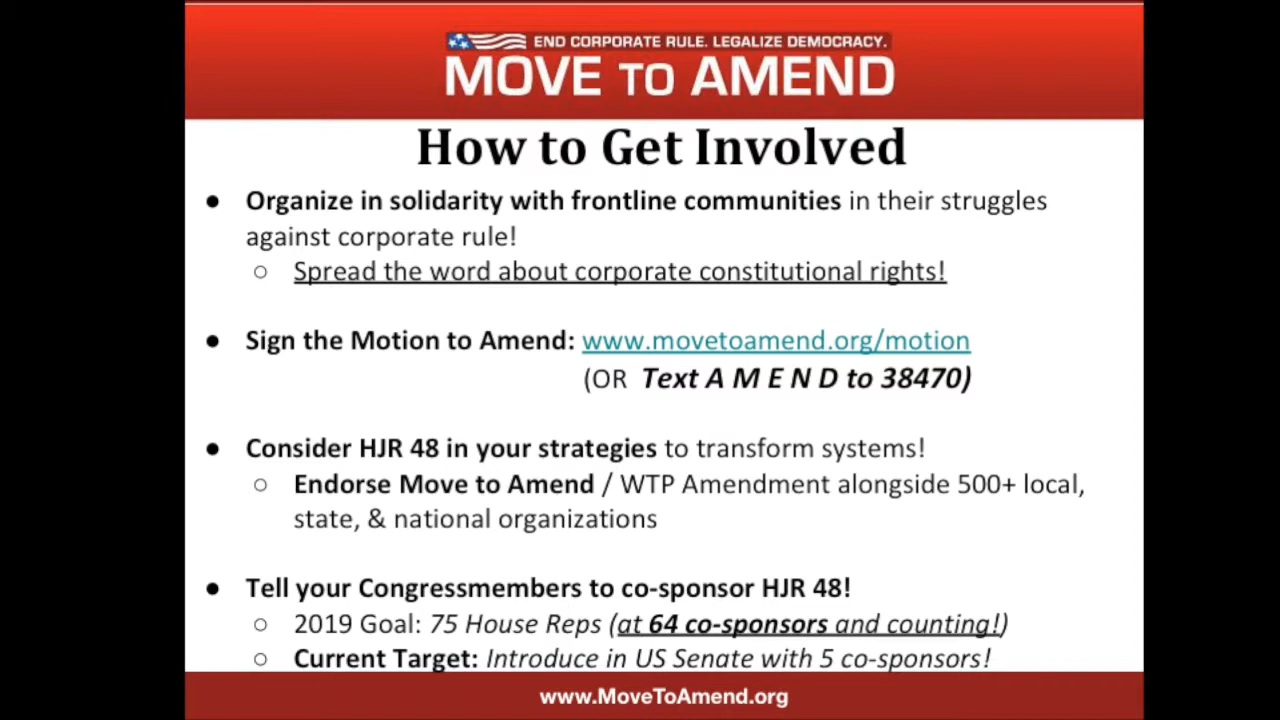 END CORPORATE RULE. LEGALIZE DEMOCRACY.
MOVE TO AMEND
How to Get Involved
● Organize in solidarity with frontline communities in their struggles
against corporate rule!
○ Spread the word about corporate constitutional rights!
● Sign the Motion to Amend: www.movetoamend.org/motion
(OR Text A M E N D to 38470)
● Consider HJR 48 in your strategies to transform systems!
○ Endorse Move to Amend / WTP Amendment alongside 500+ local,
state, & national organizations
● Tell your Congressmembers to co-sponsor HJR 48!
○ 2019 Goal: 75 House Reps (at 64 co-sponsors and counting!)
○ Current Target: Introduce in US Senate with 5 co-sponsors!
www.MoveToAmend.org